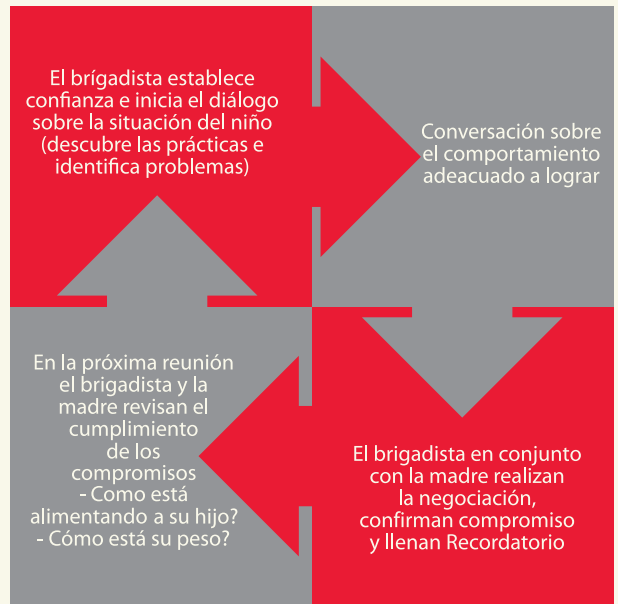 El brígadista establece
confianza e inicia el diálogo
sobre la situación del niño
(descubre las prácticas e
identifica problemas)
Conversación sobre
el comportamiento
adeacuado a lograr
El brigadista en conjunto
con la madre realizan
la negociación,
confirman compromiso
y llenan Recordatorio
En la próxima reunión
el brigadista y la
madre revisan el
cumplimiento
de los
compromisos
- Como está
alimentando a su hijo?
- Cómo está su peso?